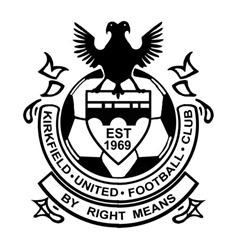 EST
1969
KIRKFIELD · UNITED · FOOTBALL · CLUB
BY RIGHT MEANS